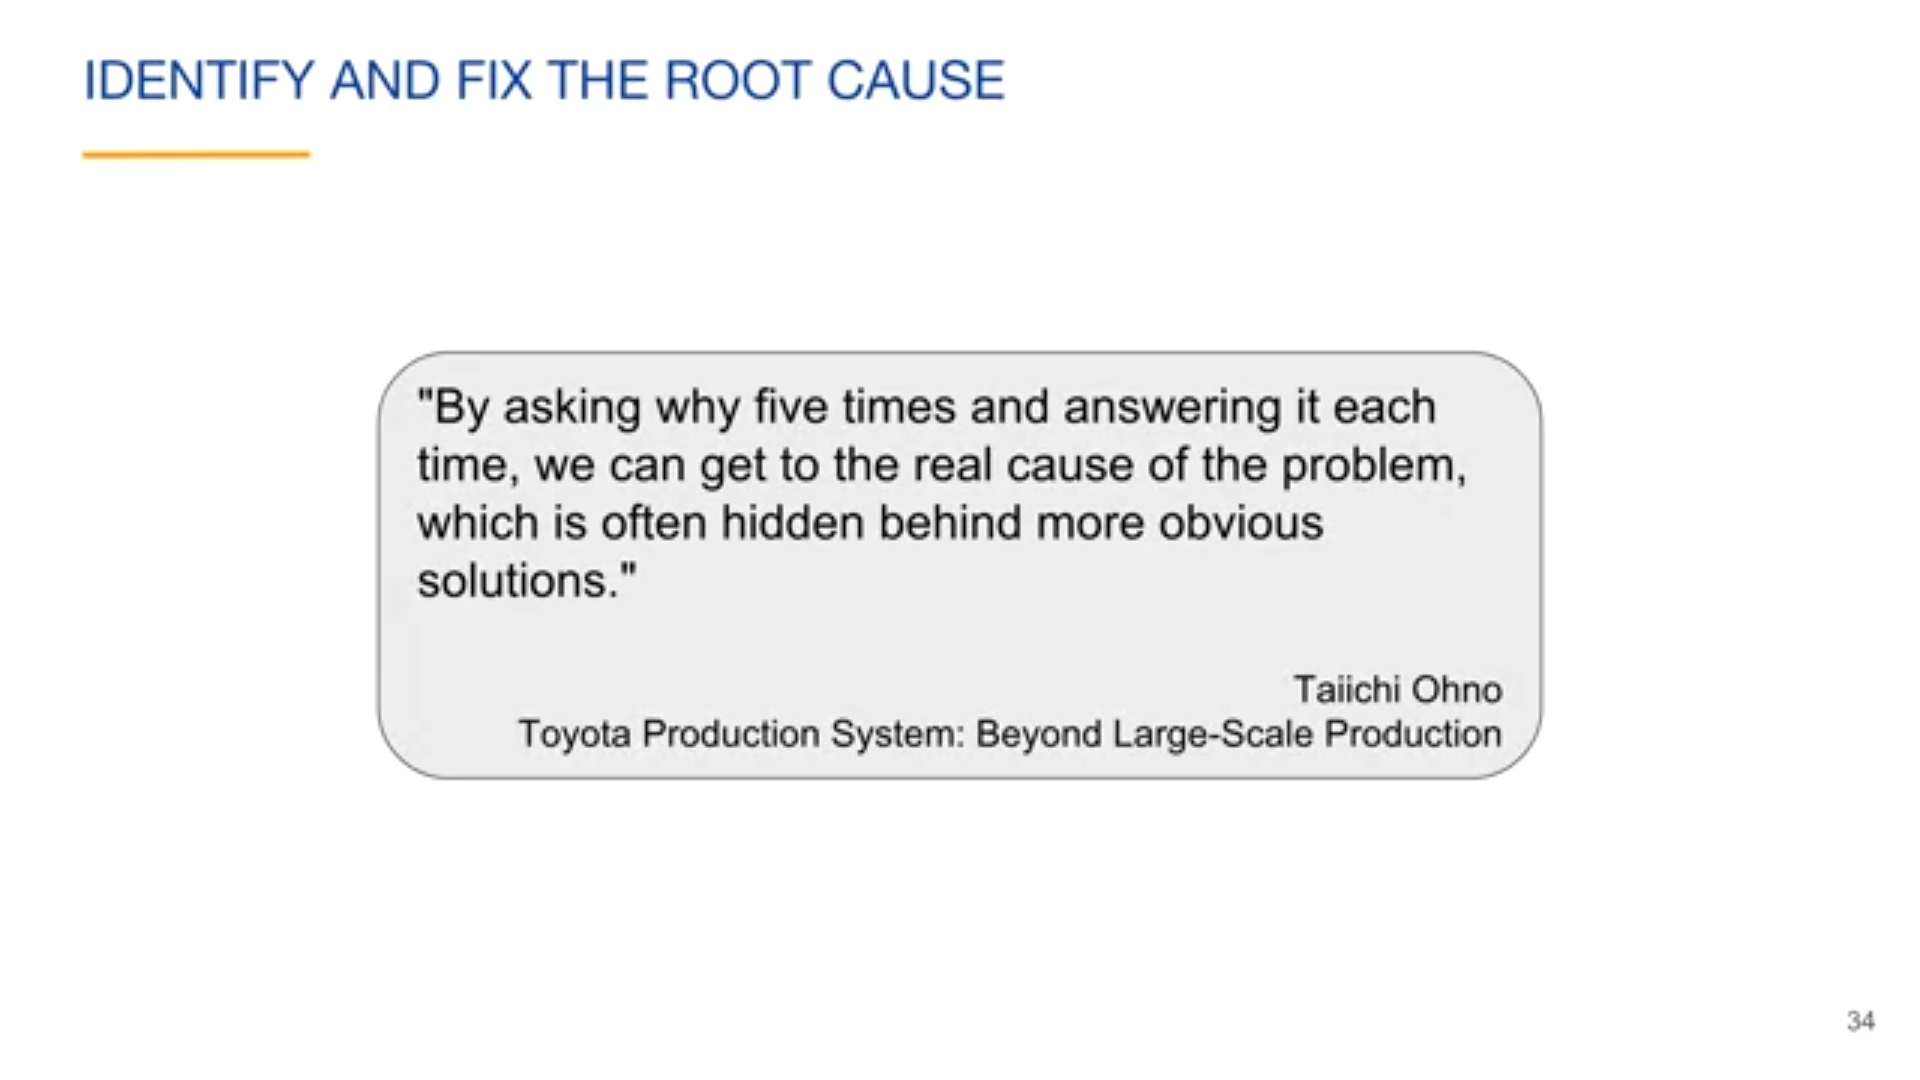 IDENTIFY AND FIX THE ROOT CAUSE
"By asking why five times and answering it each
time, we can get to the real cause of the problem,
which is often hidden behind more obvious
solutions."
Taiichi Ohno
Toyota Production System: Beyond Large-Scale Production
34